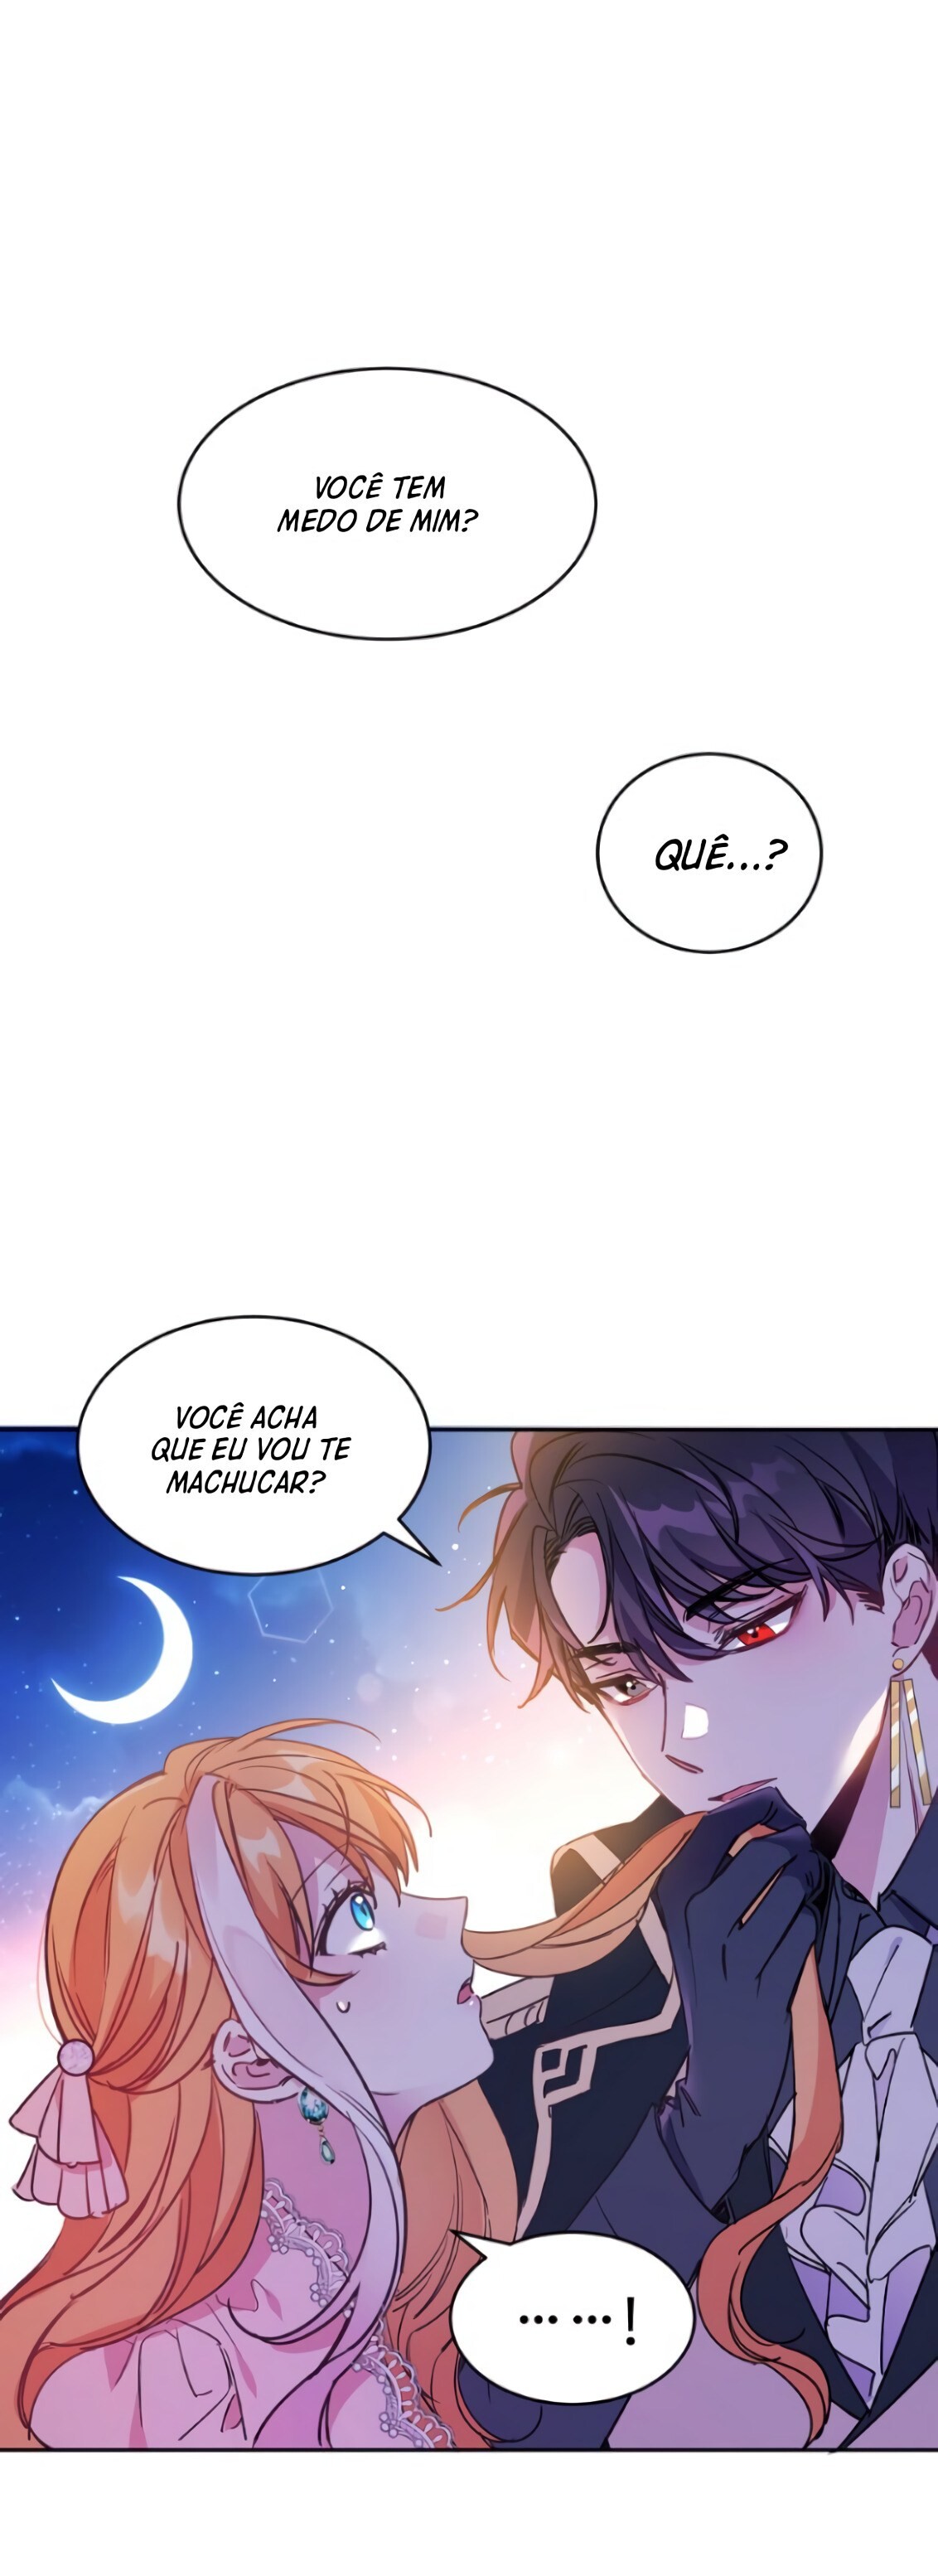 VOCÊ TEM
MEDO DE MIM?
QUÊ...?
VOCÊ ACHA
QUE EU VOU TE
MACHUCAR?
... ... !